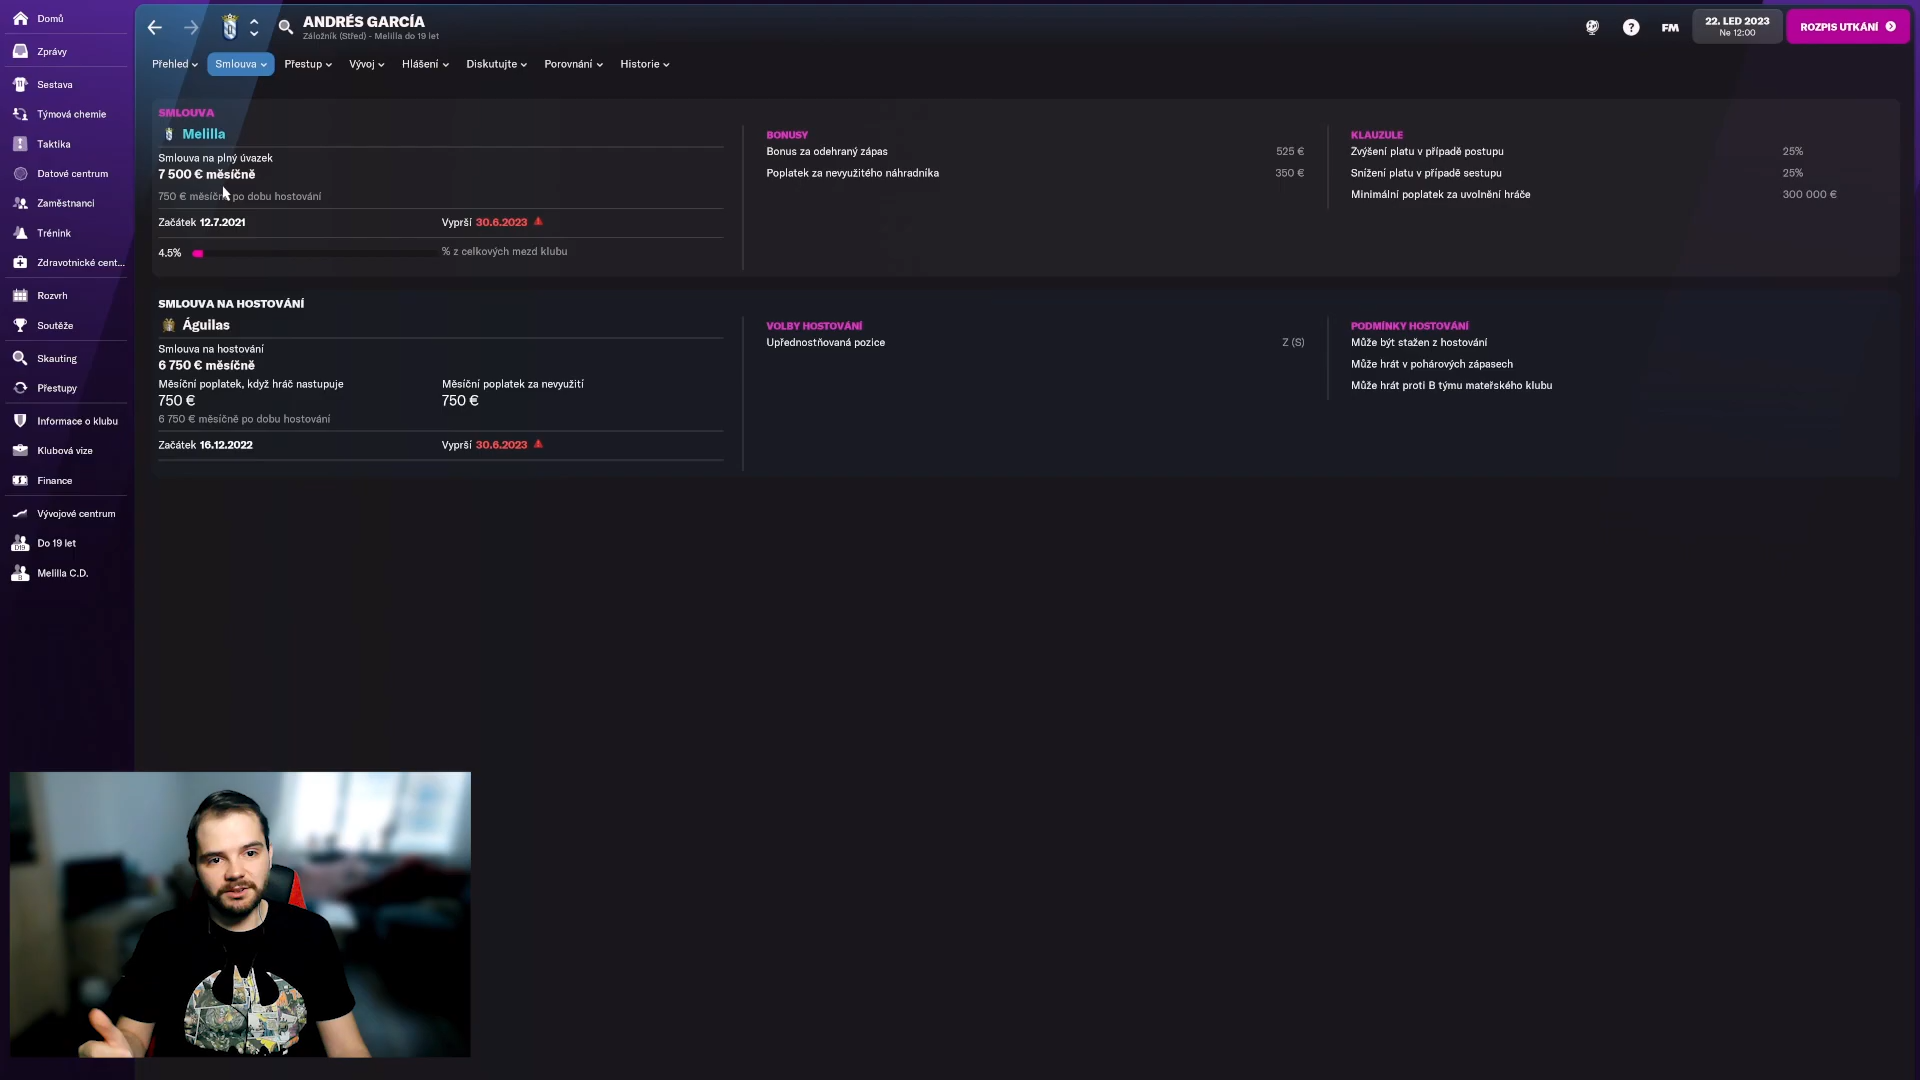 Domů
Zprávy
Sestava
Týmová chemie
Taktika
Datové centrum
Zaměstnanci
Trénink
Zdravotnické cent...
Rozvrh
Soutěže
Skauting
Přestupy
Informace o klubu
Klubová vize
Finance
Vývojové centrum
Do 19 let
Melilla C.D.
ANDRÉS GARCÍA
Záložník (Střed) - Melilla do 19 let
FM
22. LED 2023
Ne 12:00
ROZPIS UTKÁNÍ
Přehled Smlouva Přestup Vývoj Hlášení Diskutujte Porovnání Historie
SMLOUVA
Melilla
Smlouva na plný úvazek
7 500 € měsíčně
750 € měsíčně po dobu hostování
Začátek 12.7.2021 Vyprší 30.6.2023
4.5% % z celkových mezd klubu
BONUSY
Bonus za odehraný zápas 525 €
Poplatek za nevyužitého náhradníka 350 €
KLAUZULE
Zvýšení platu v případě postupu 25%
Snížení platu v případě sestupu 25%
Minimální poplatek za uvolnění hráče 300 000 €
SMLOUVA NA HOSTOVÁNÍ
Águilas
Smlouva na hostování
6 750 € měsíčně
Měsíční poplatek, když hráč nastupuje Měsíční poplatek za nevyužití
750 € 750 €
6 750 € měsíčně po dobu hostování
Začátek 16.12.2022 Vyprší 30.6.2023
VOLBY HOSTOVÁNÍ
Upřednostňovaná pozice Z (S)
PODMÍNKY HOSTOVÁNÍ
Může být stažen z hostování
Může hrát v pohárových zápasech
Může hrát proti B týmu mateřského klubu